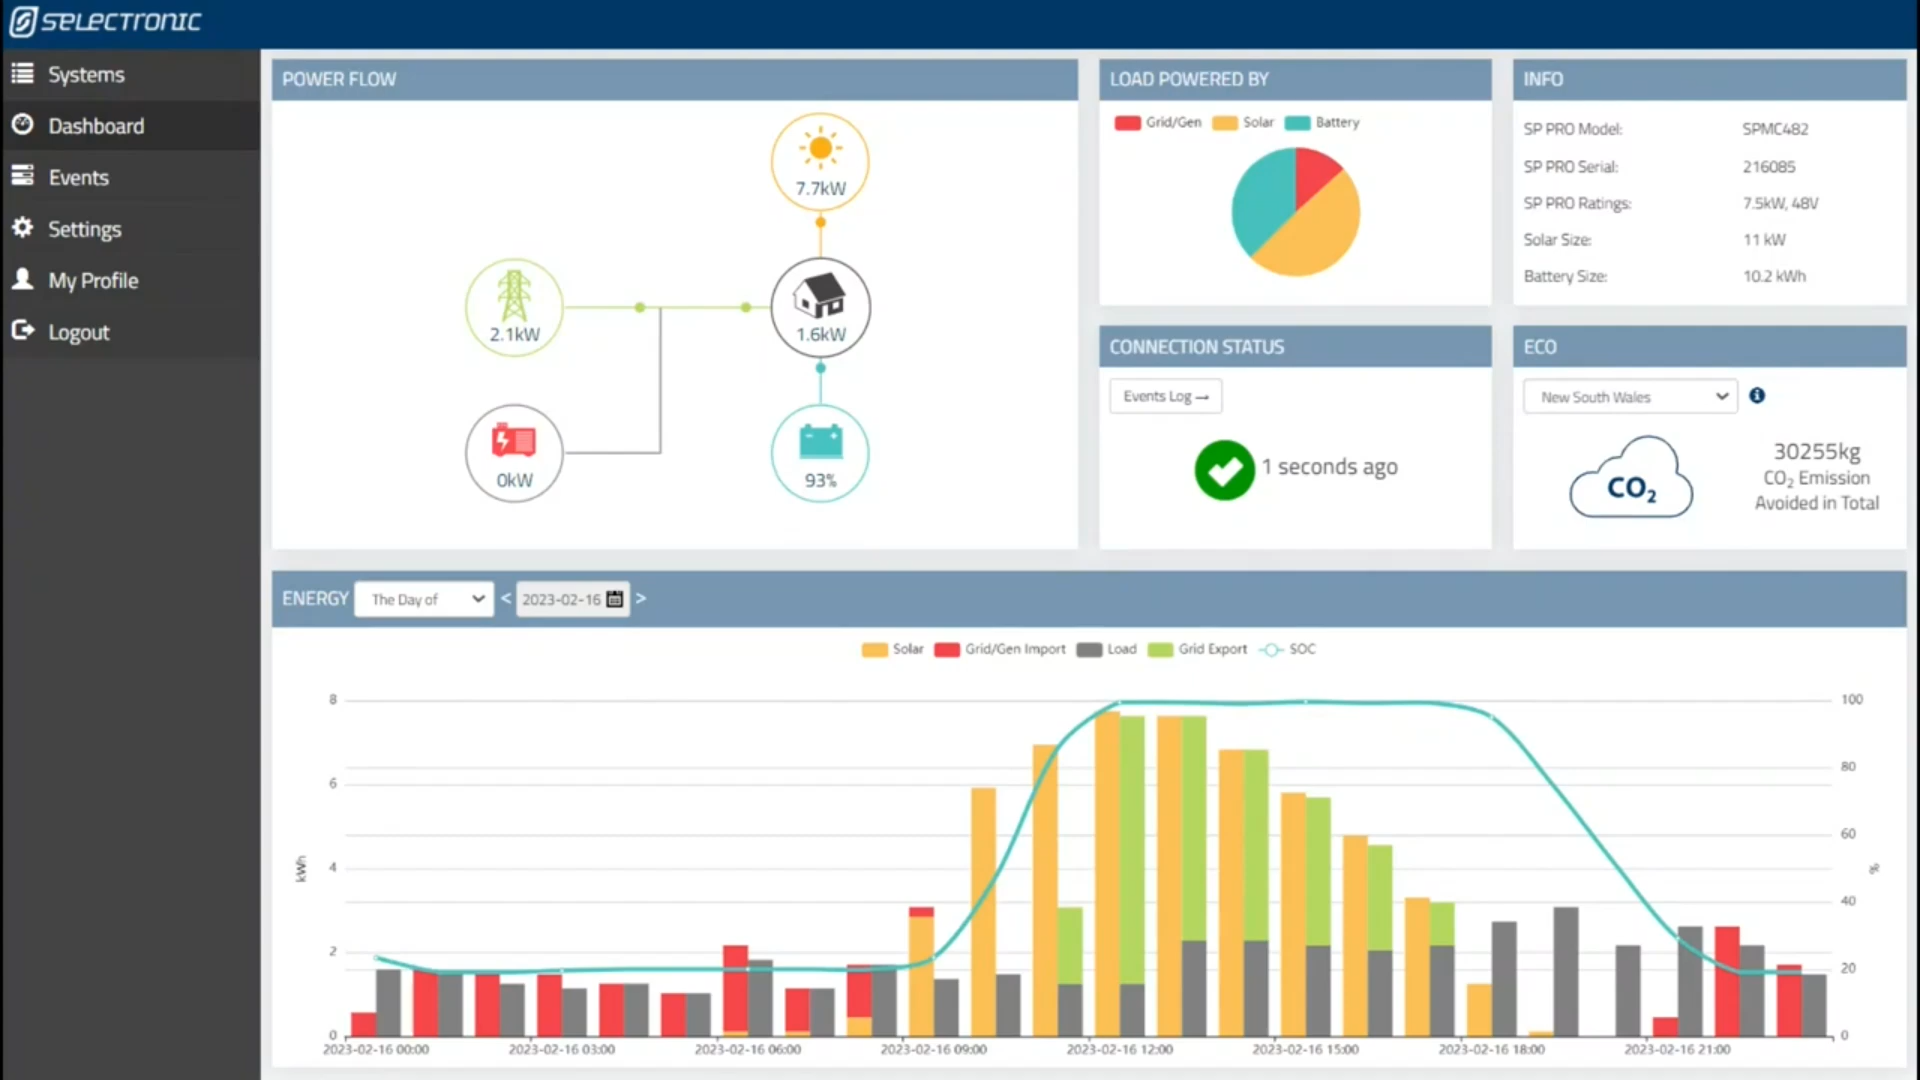 SELECTRONIC
Systems
Dashboard
Events
Settings
My Profile
Logout
POWER FLOW
7.7kW
2.1kW
1.6kW
0kW
93%
LOAD POWERED BY
Grid/Gen Solar Battery
INFO
SP PRO Model: SPMC482
SP PRO Serial: 216085
SP PRO Ratings: 7.5kW, 48V
Solar Size: 11 kW
Battery Size: 10.2 kWh
CONNECTION STATUS
Events Log →
1 seconds ago
ECO
New South Wales
CO₂
30255kg
CO₂ Emission
Avoided in Total
ENERGY The Day of < 2023-02-16 >
Solar Grid/Gen Import Load Grid Export SOC
8
6
4
2
0
kWh
100
80
60
40
20
0
%
2023-02-16 00:00 2023-02-16 03:00 2023-02-16 06:00 2023-02-16 09:00 2023-02-16 12:00 2023-02-16 15:00 2023-02-16 18:00 2023-02-16 21:00